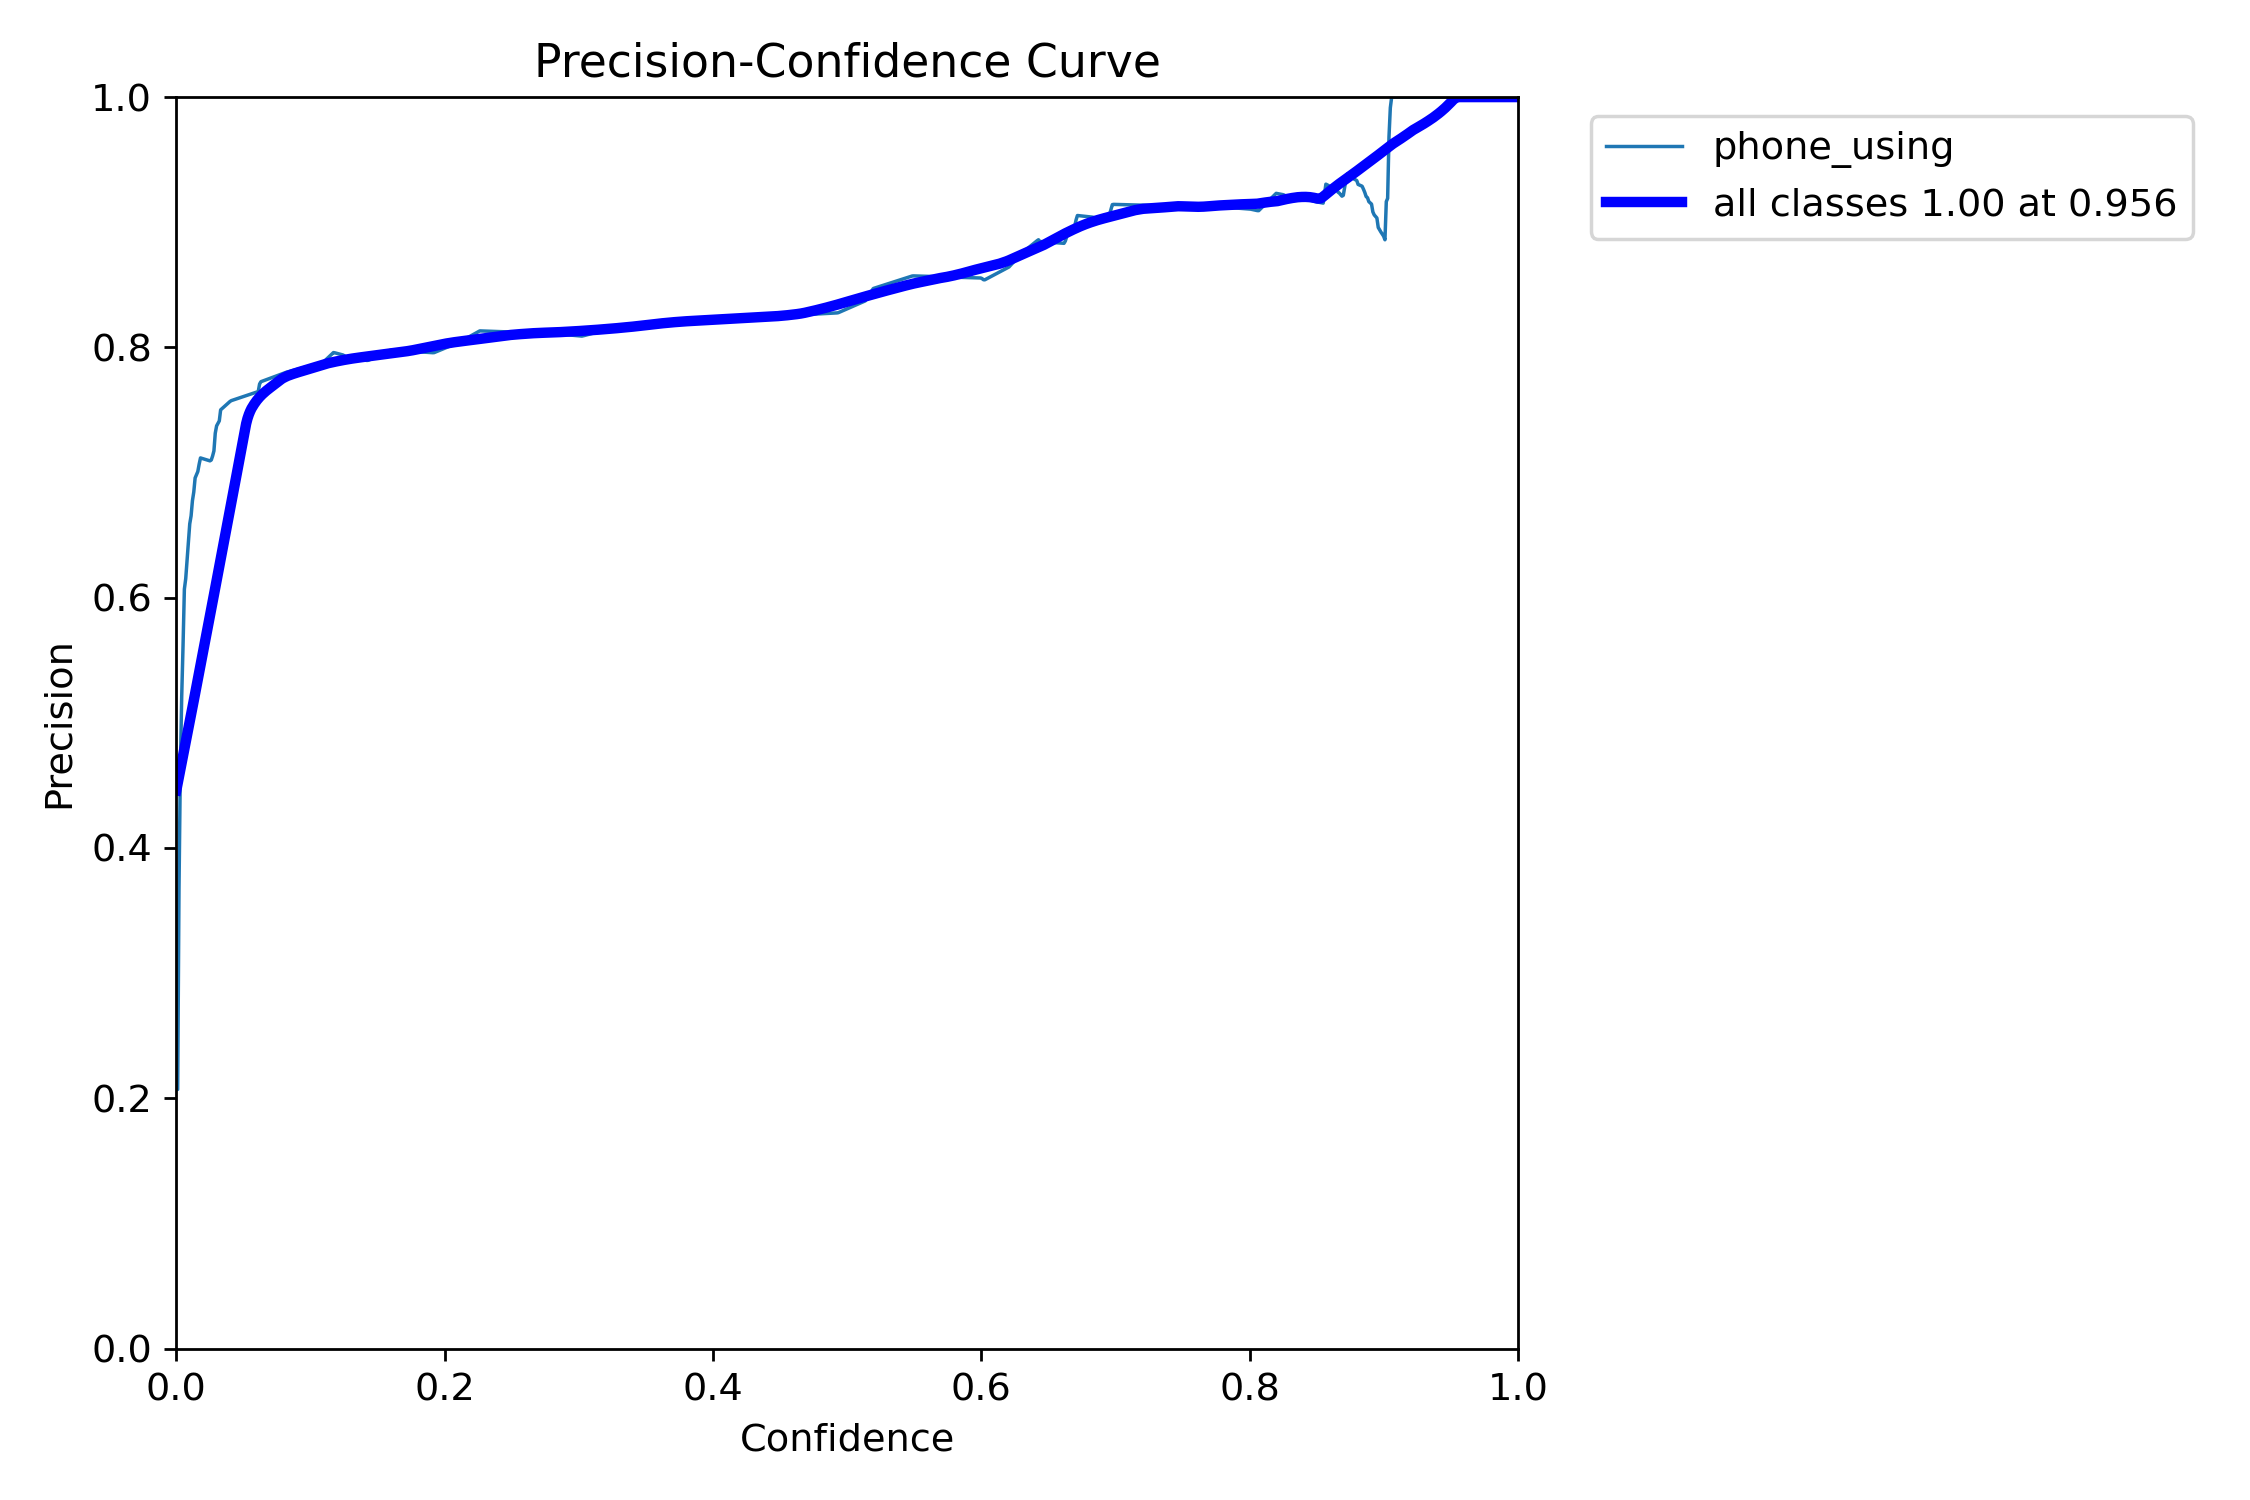 Precision-Confidence Curve
1.0
0.8
0.6
0.4
0.2
0.0
Precision
0.0 0.2 0.4 0.6 0.8 1.0
Confidence
phone_using
all classes 1.00 at 0.956